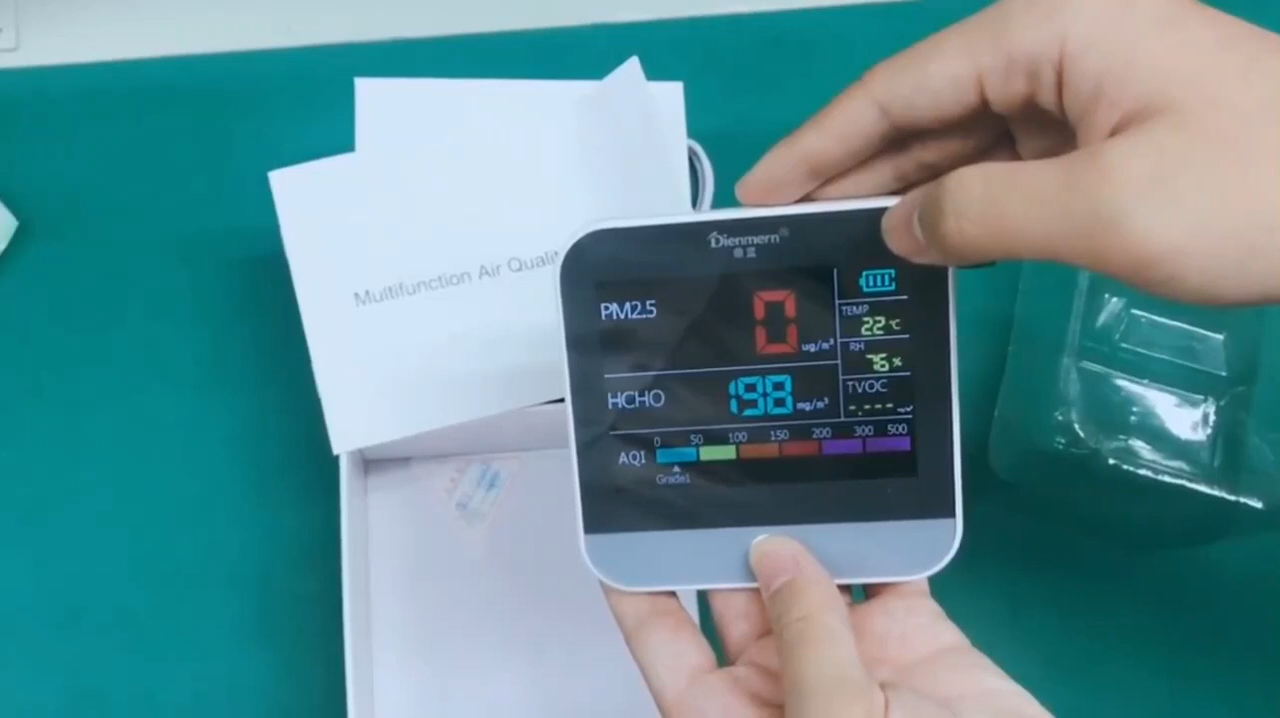 Multifunction Air Quali
Dienmern
PM2.5
0
ug/m³
TEMP
22 ℃
RH
76 %
HCHO
198
mg/m³
TVOC
-.---
AQI
0 50 100 150 200 300 500
Grade1